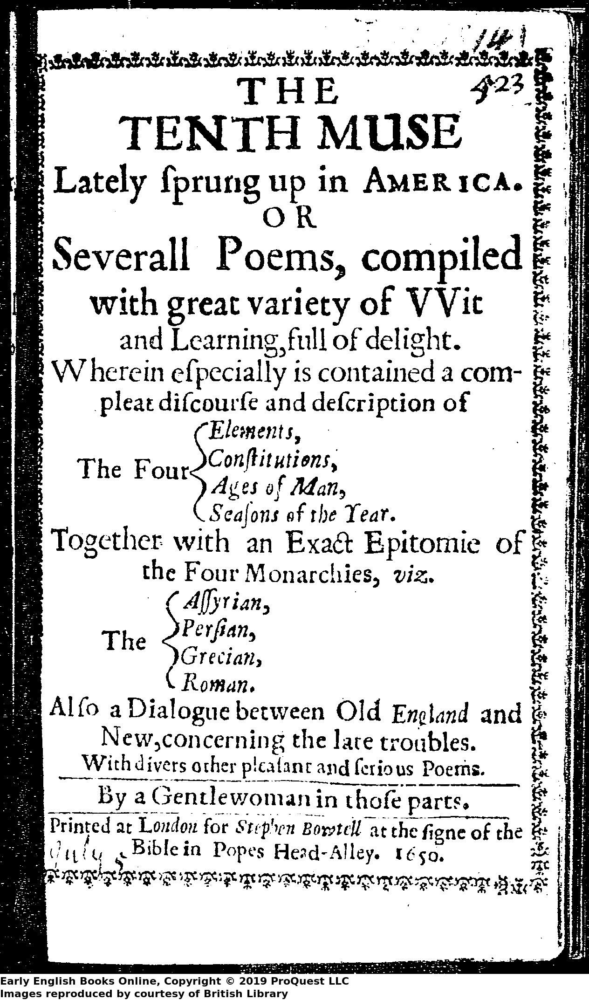 141
523
THE
TENTH MUSE
Lately ſprung up in AMERICA.
OR
Severall Poems, compiled
with great variety of VVit
and Learning, full of delight.
Wherein eſpecially is contained a com-
pleat diſcourſe and deſcription of
Elements,
Conſtitutions,
The Four
Ages of Man,
Seaſons of the Year.
Together with an Exact Epitomie of
the Four Monarchies, viz.
Aſſyrian,
Perſian,
The
Grecian,
Roman.
Alſo a Dialogue between Old England and
New, concerning the late troubles.
With divers other pleaſant and ſerious Poems.
By a Gentlewoman in thoſe parts.
Printed at London for Stephen Bowtell at the ſigne of the
Bible in Popes Head-Alley. 1650.
July 5
Early English Books Online, Copyright © 2019 ProQuest LLC
Images reproduced by courtesy of British Library